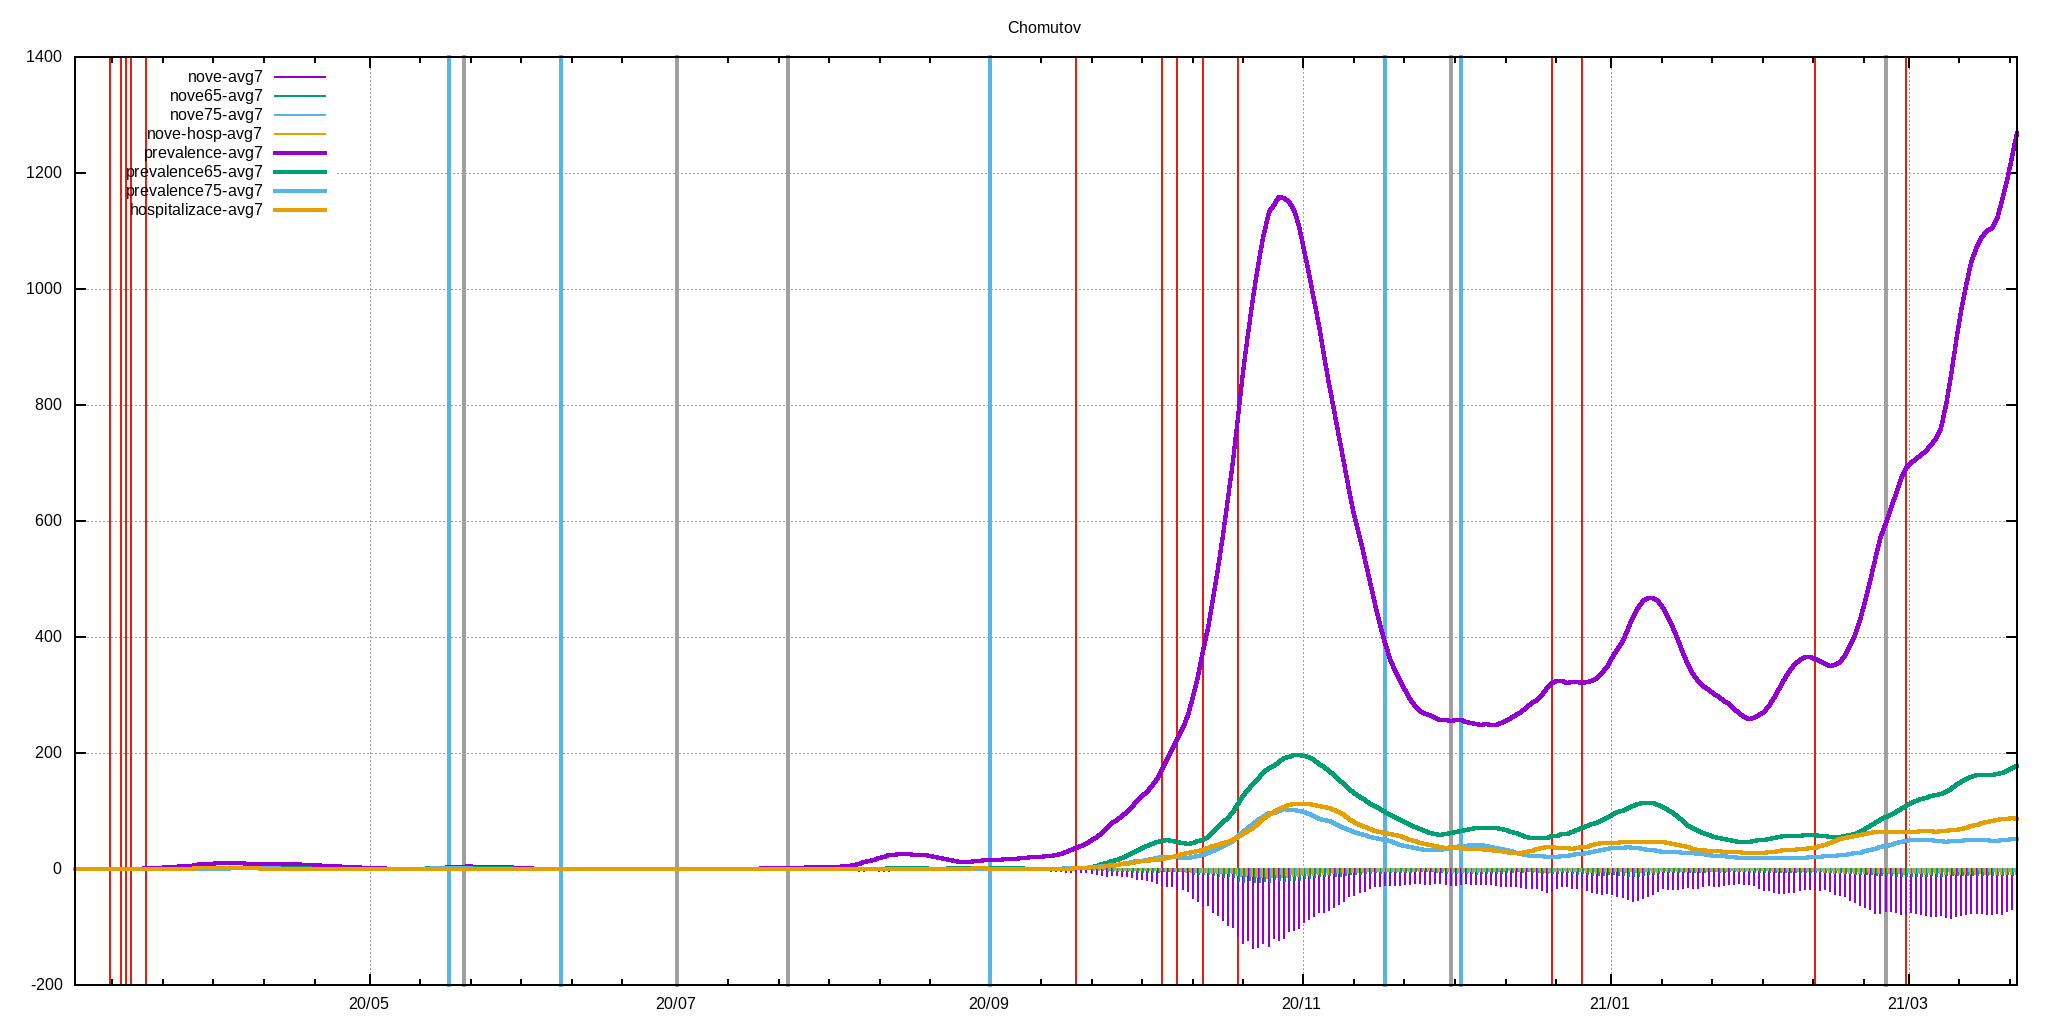 Chomutov
1400
1200
1000
800
600
400
200
0
-200
nove-avg7
nove65-avg7
nove75-avg7
nove-hosp-avg7
prevalence-avg7
prevalence65-avg7
prevalence75-avg7
hospitalizace-avg7
20/05 20/07 20/09 20/11 21/01 21/03